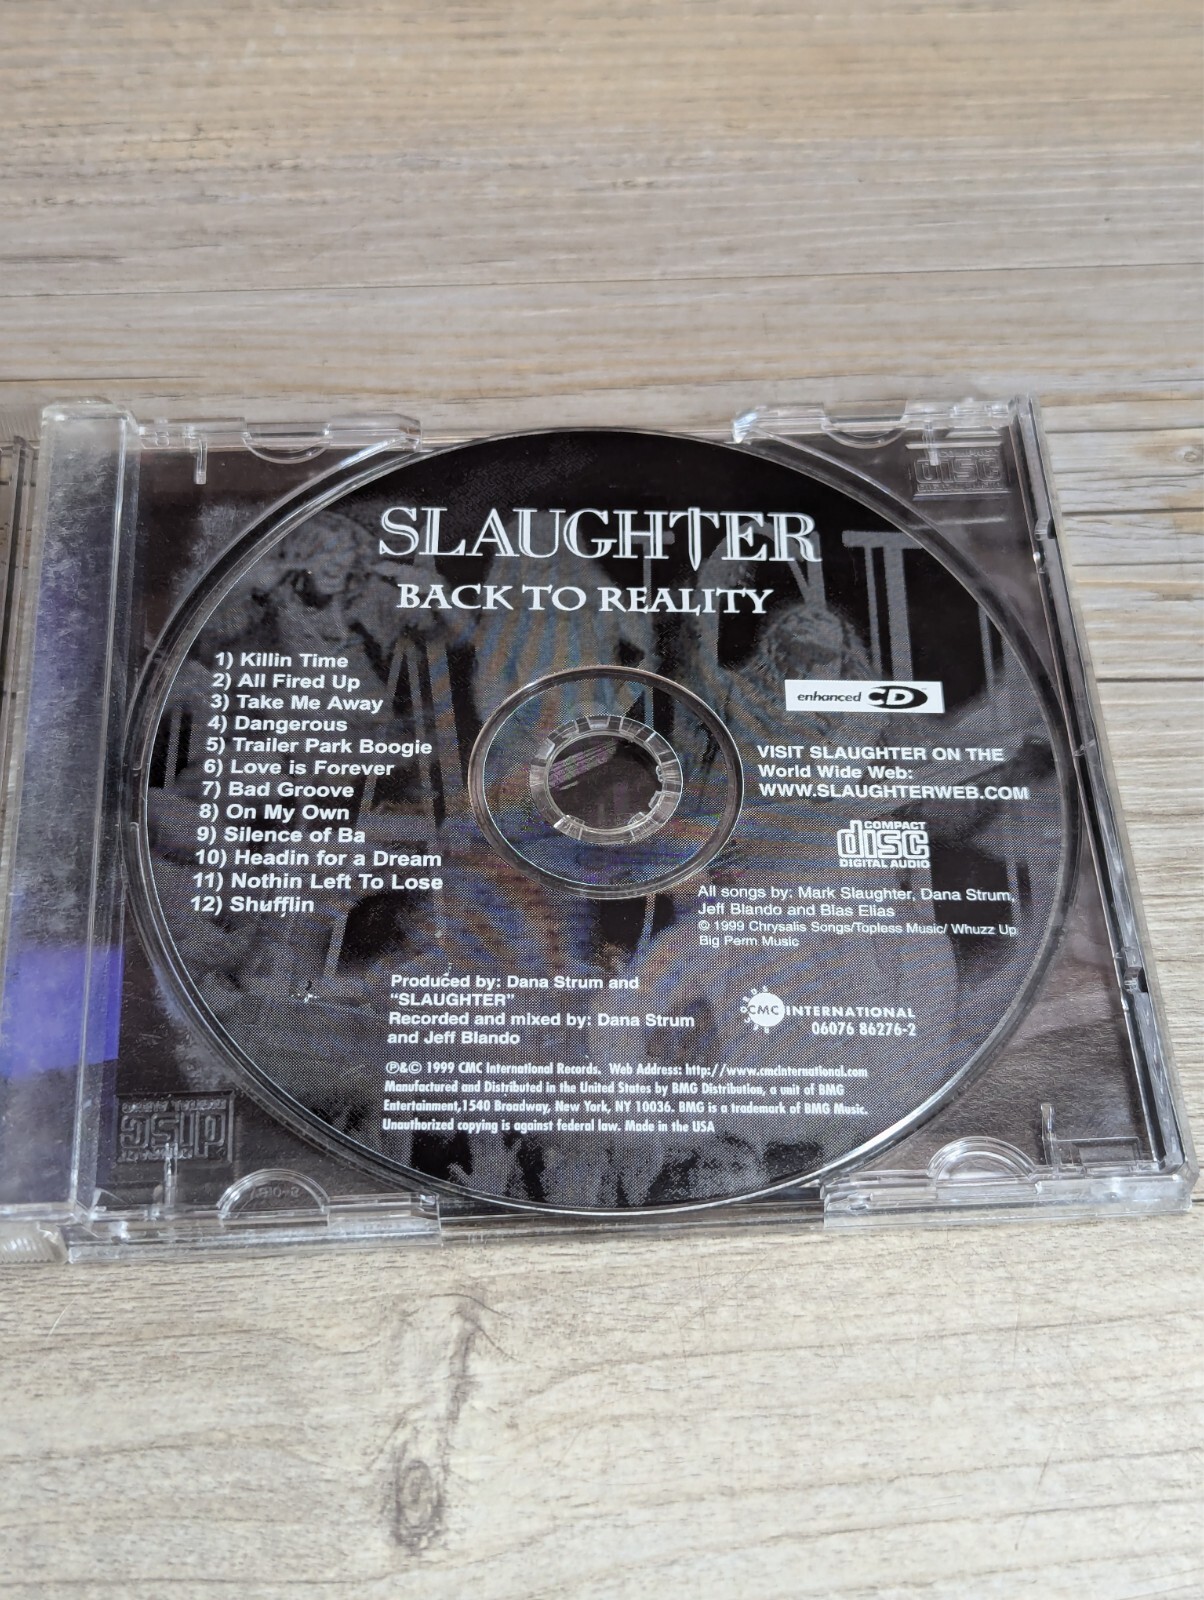 COMPACT
disc
SLAUGHTER
BACK TO REALITY
1) Killin Time
2) All Fired Up
3) Take Me Away
4) Dangerous
5) Trailer Park Boogie
6) Love is Forever
7) Bad Groove
8) On My Own
9) Silence of Ba
10) Headin for a Dream
11) Nothin Left To Lose
12) Shufflin
enhanced CD™
VISIT SLAUGHTER ON THE
World Wide Web:
WWW.SLAUGHTERWEB.COM
COMPACT
disc
DIGITAL AUDIO
All songs by: Mark Slaughter, Dana Strum,
Jeff Blando and Blas Elias
© 1999 Chrysalis Songs/Topless Music/ Whuzz Up
Big Perm Music
Produced by: Dana Strum and
“SLAUGHTER”
Recorded and mixed by: Dana Strum
and Jeff Blando
CMC INTERNATIONAL
06076 86276-2
℗&© 1999 CMC International Records. Web Address: http://www.cmcinternational.com
Manufactured and Distributed in the United States by BMG Distribution, a unit of BMG
Entertainment,1540 Broadway, New York, NY 10036. BMG is a trademark of BMG Music.
Unauthorized copying is against federal law. Made in the USA
disc